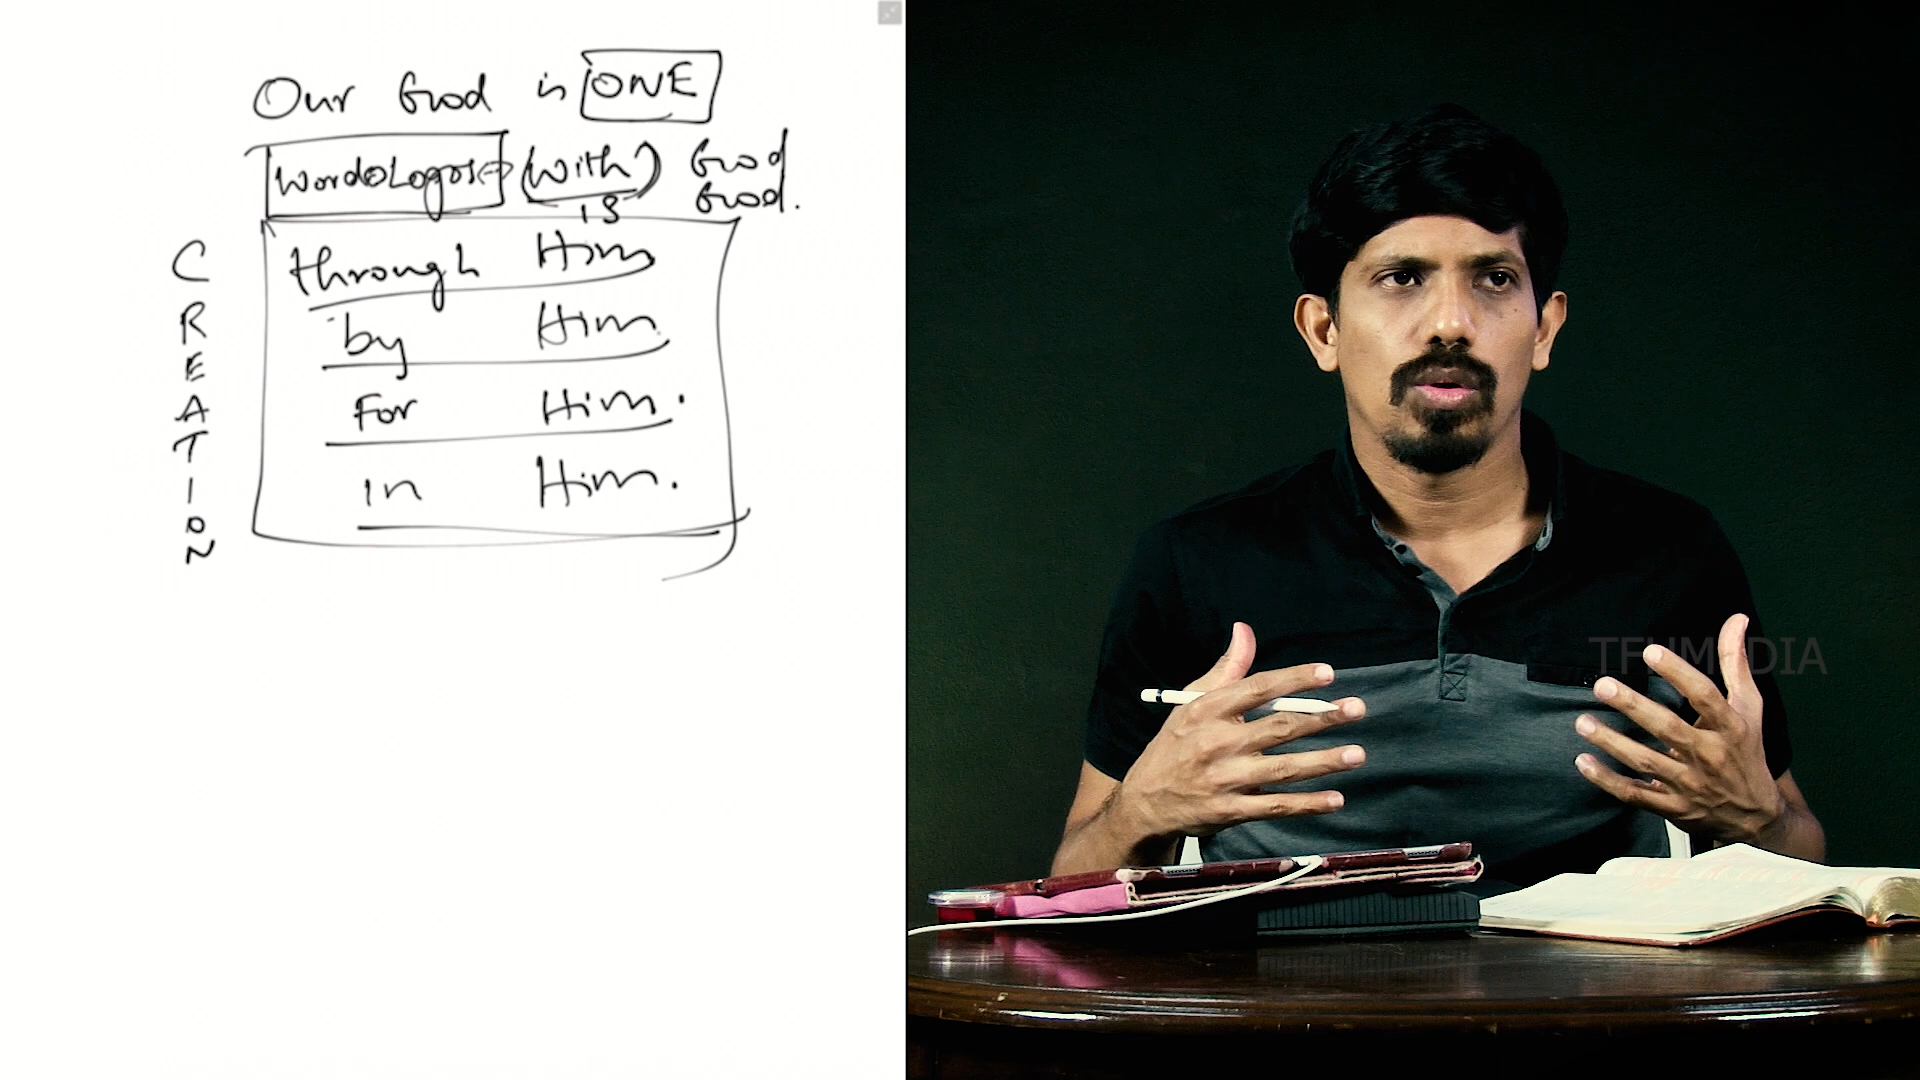 Our God is ONE
Word Logos (with) God
is God.
through Him
by Him.
For Him.
in Him.
CREATION
TFUMEDIA